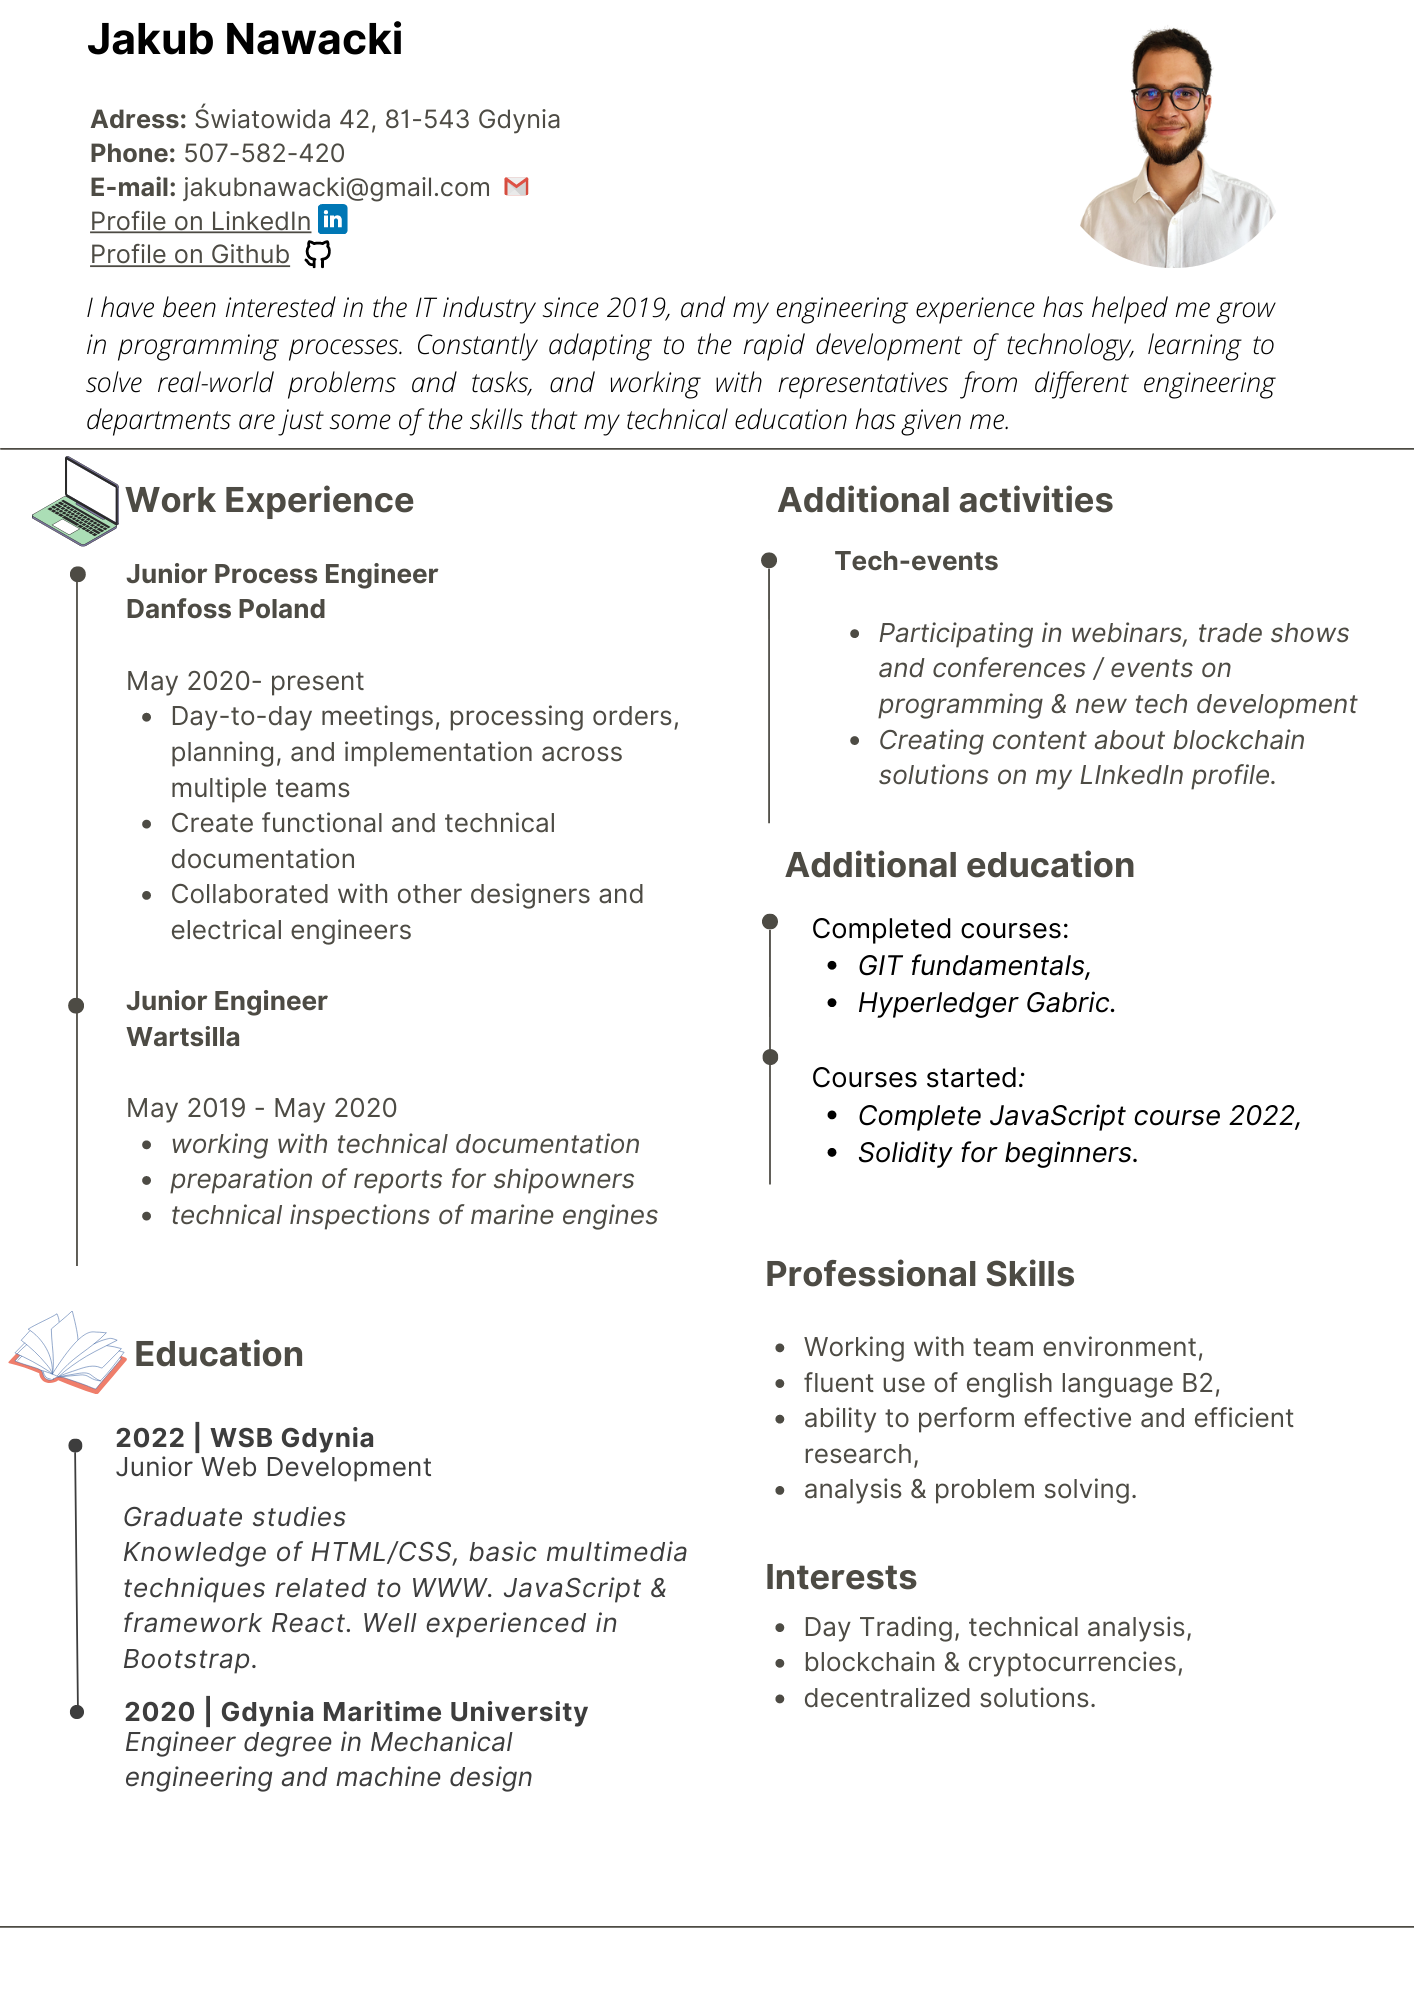 Jakub Nawacki
Adress: Światowida 42, 81-543 Gdynia
Phone: 507-582-420
E-mail: jakubnawacki@gmail.com
Profile on LinkedIn
in
Profile on Github
I have been interested in the IT industry since 2019, and my engineering experience has helped me grow
in programming processes. Constantly adapting to the rapid development of technology, learning to
solve real-world problems and tasks, and working with representatives from different engineering
departments are just some of the skills that my technical education has given me.
Work Experience
Junior Process Engineer
Danfoss Poland
May 2020- present
• Day-to-day meetings, processing orders,
planning, and implementation across
multiple teams
• Create functional and technical
documentation
• Collaborated with other designers and
electrical engineers
Junior Engineer
Wartsilla
May 2019 - May 2020
• working with technical documentation
• preparation of reports for shipowners
• technical inspections of marine engines
Education
2022 | WSB Gdynia
Junior Web Development
Graduate studies
Knowledge of HTML/CSS, basic multimedia
techniques related to WWW. JavaScript &
framework React. Well experienced in
Bootstrap.
2020 | Gdynia Maritime University
Engineer degree in Mechanical
engineering and machine design
Additional activities
Tech-events
• Participating in webinars, trade shows
and conferences / events on
programming & new tech development
• Creating content about blockchain
solutions on my LInkedIn profile.
Additional education
Completed courses:
• GIT fundamentals,
• Hyperledger Gabric.
Courses started:
• Complete JavaScript course 2022,
• Solidity for beginners.
Professional Skills
• Working with team environment,
• fluent use of english language B2,
• ability to perform effective and efficient
research,
• analysis & problem solving.
Interests
• Day Trading, technical analysis,
• blockchain & cryptocurrencies,
• decentralized solutions.